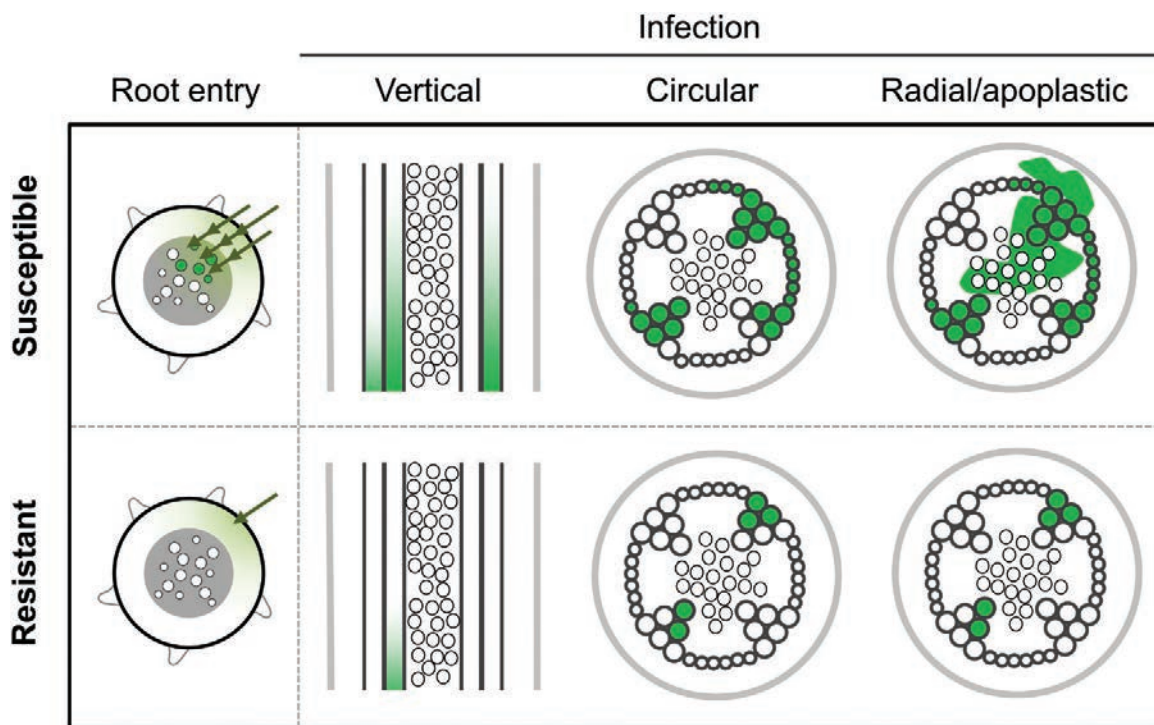 Infection
Root entry
Vertical
Circular
Radial/apoplastic
Susceptible
Resistant